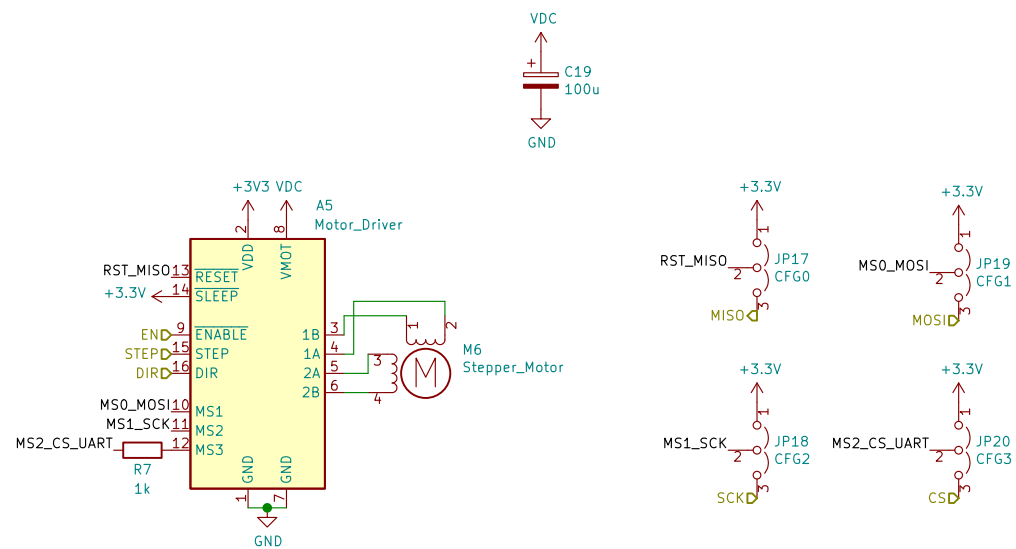 VDC
+
C19
100u
GND
+3V3
VDC
A5
Motor_Driver
2
8
VDD
VMOT
RST_MISO
13
RESET
+3.3V
14
SLEEP
EN
9
ENABLE
STEP
15
STEP
DIR
16
DIR
MS0_MOSI
10
MS1
MS1_SCK
11
MS2
MS2_CS_UART
12
MS3
R7
1k
1B
3
1A
4
2A
5
2B
6
GND
GND
1
7
GND
1
2
3
4
M
M6
Stepper_Motor
+3.3V
1
RST_MISO
2
JP17
CFG0
3
MISO
+3.3V
1
MS0_MOSI
2
JP19
CFG1
3
MOSI
+3.3V
1
MS1_SCK
2
JP18
CFG2
3
SCK
+3.3V
1
MS2_CS_UART
2
JP20
CFG3
3
CS